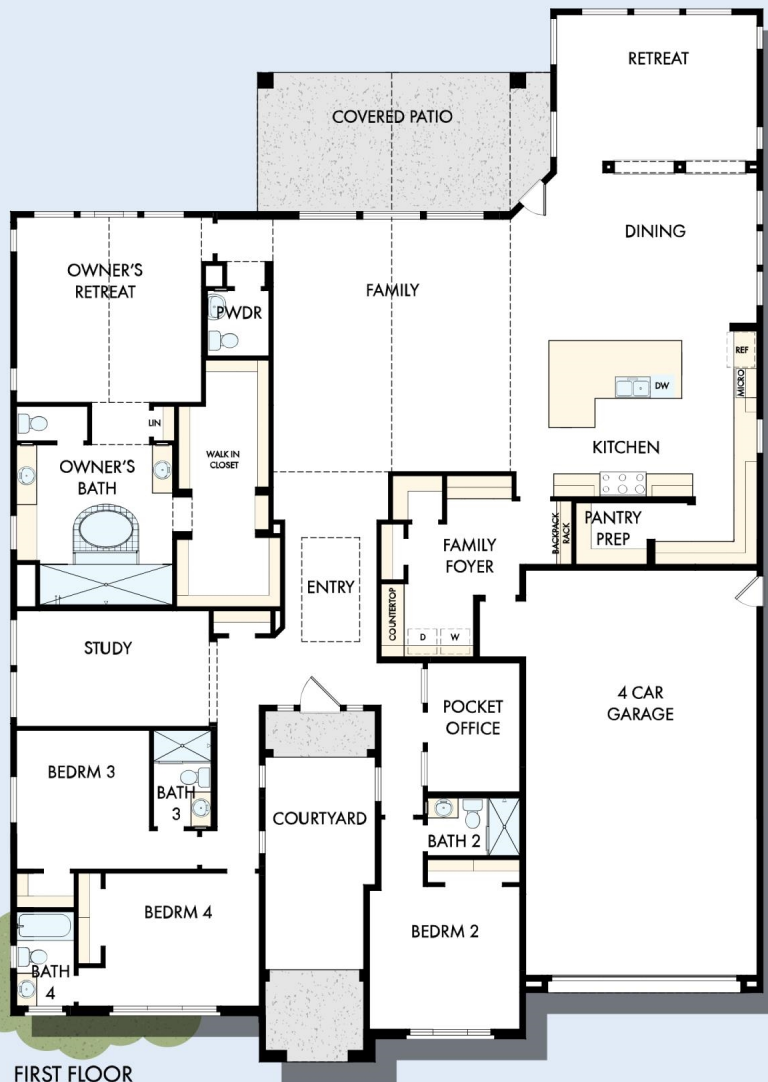 RETREAT
COVERED PATIO
DINING
OWNER'S
RETREAT
FAMILY
PWDR
REF
MICRO
DW
LIN
WALK IN
CLOSET
KITCHEN
OWNER'S
BATH
PANTRY
PREP
BACKPACK
RACK
FAMILY
FOYER
ENTRY
COUNTERTOP
D
W
STUDY
POCKET
OFFICE
4 CAR
GARAGE
BEDRM 3
BATH
3
COURTYARD
BATH 2
BEDRM 4
BEDRM 2
BATH
4
FIRST FLOOR